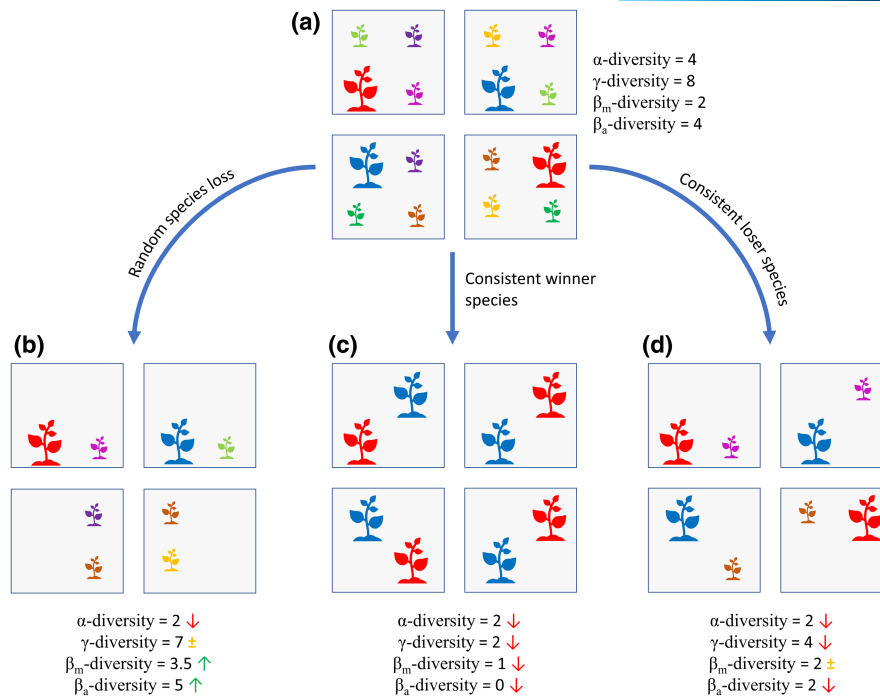 (a)
α-diversity = 4
γ-diversity = 8
βm-diversity = 2
βa-diversity = 4
Random species loss
Consistent winner
species
Consistent loser species
(b)
(c)
(d)
α-diversity = 2 ↓
γ-diversity = 7 ±
βm-diversity = 3.5 ↑
βa-diversity = 5 ↑
α-diversity = 2 ↓
γ-diversity = 2 ↓
βm-diversity = 1 ↓
βa-diversity = 0 ↓
α-diversity = 2 ↓
γ-diversity = 4 ↓
βm-diversity = 2 ±
βa-diversity = 2 ↓